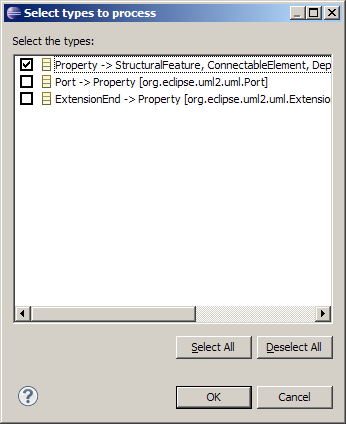 Select types to process
Select the types:
Property -> StructuralFeature, ConnectableElement, Dep
Port -> Property [org.eclipse.uml2.uml.Port]
ExtensionEnd -> Property [org.eclipse.uml2.uml.Extension
Select All
Deselect All
?
OK
Cancel